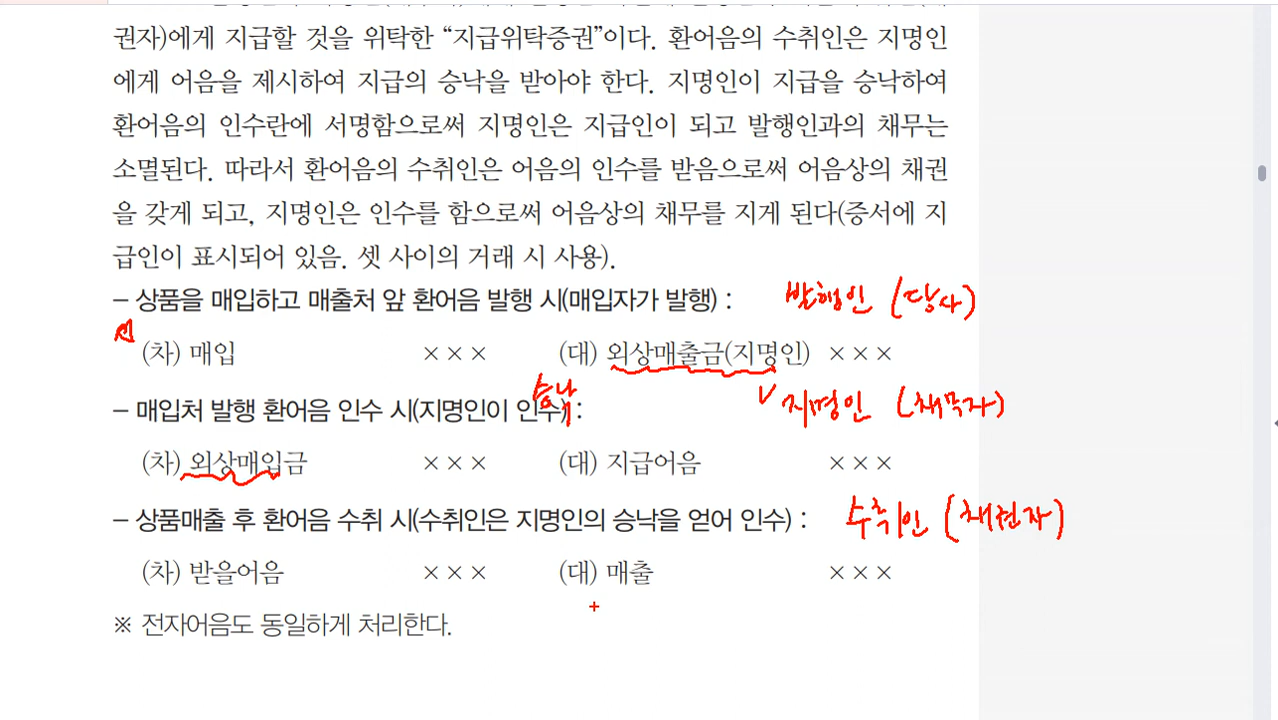 권자)에게 지급할 것을 위탁한 “지급위탁증권”이다. 환어음의 수취인은 지명인
에게 어음을 제시하여 지급의 승낙을 받아야 한다. 지명인이 지급을 승낙하여
환어음의 인수란에 서명함으로써 지명인은 지급인이 되고 발행인과의 채무는
소멸된다. 따라서 환어음의 수취인은 어음의 인수를 받음으로써 어음상의 채권
을 갖게 되고, 지명인은 인수를 함으로써 어음상의 채무를 지게 된다(증서에 지
급인이 표시되어 있음. 셋 사이의 거래 시 사용).
– 상품을 매입하고 매출처 앞 환어음 발행 시(매입자가 발행) : 발행인 (당사)
(차) 매입 ××× (대) 외상매출금(지명인) ×××
승낙
– 매입처 발행 환어음 인수 시(지명인이 인수) : 지명인 (채무자)
(차) 외상매입금 ××× (대) 지급어음 ×××
– 상품매출 후 환어음 수취 시(수취인은 지명인의 승낙을 얻어 인수) : 수취인 (채권자)
(차) 받을어음 ××× (대) 매출 ×××
※ 전자어음도 동일하게 처리한다.